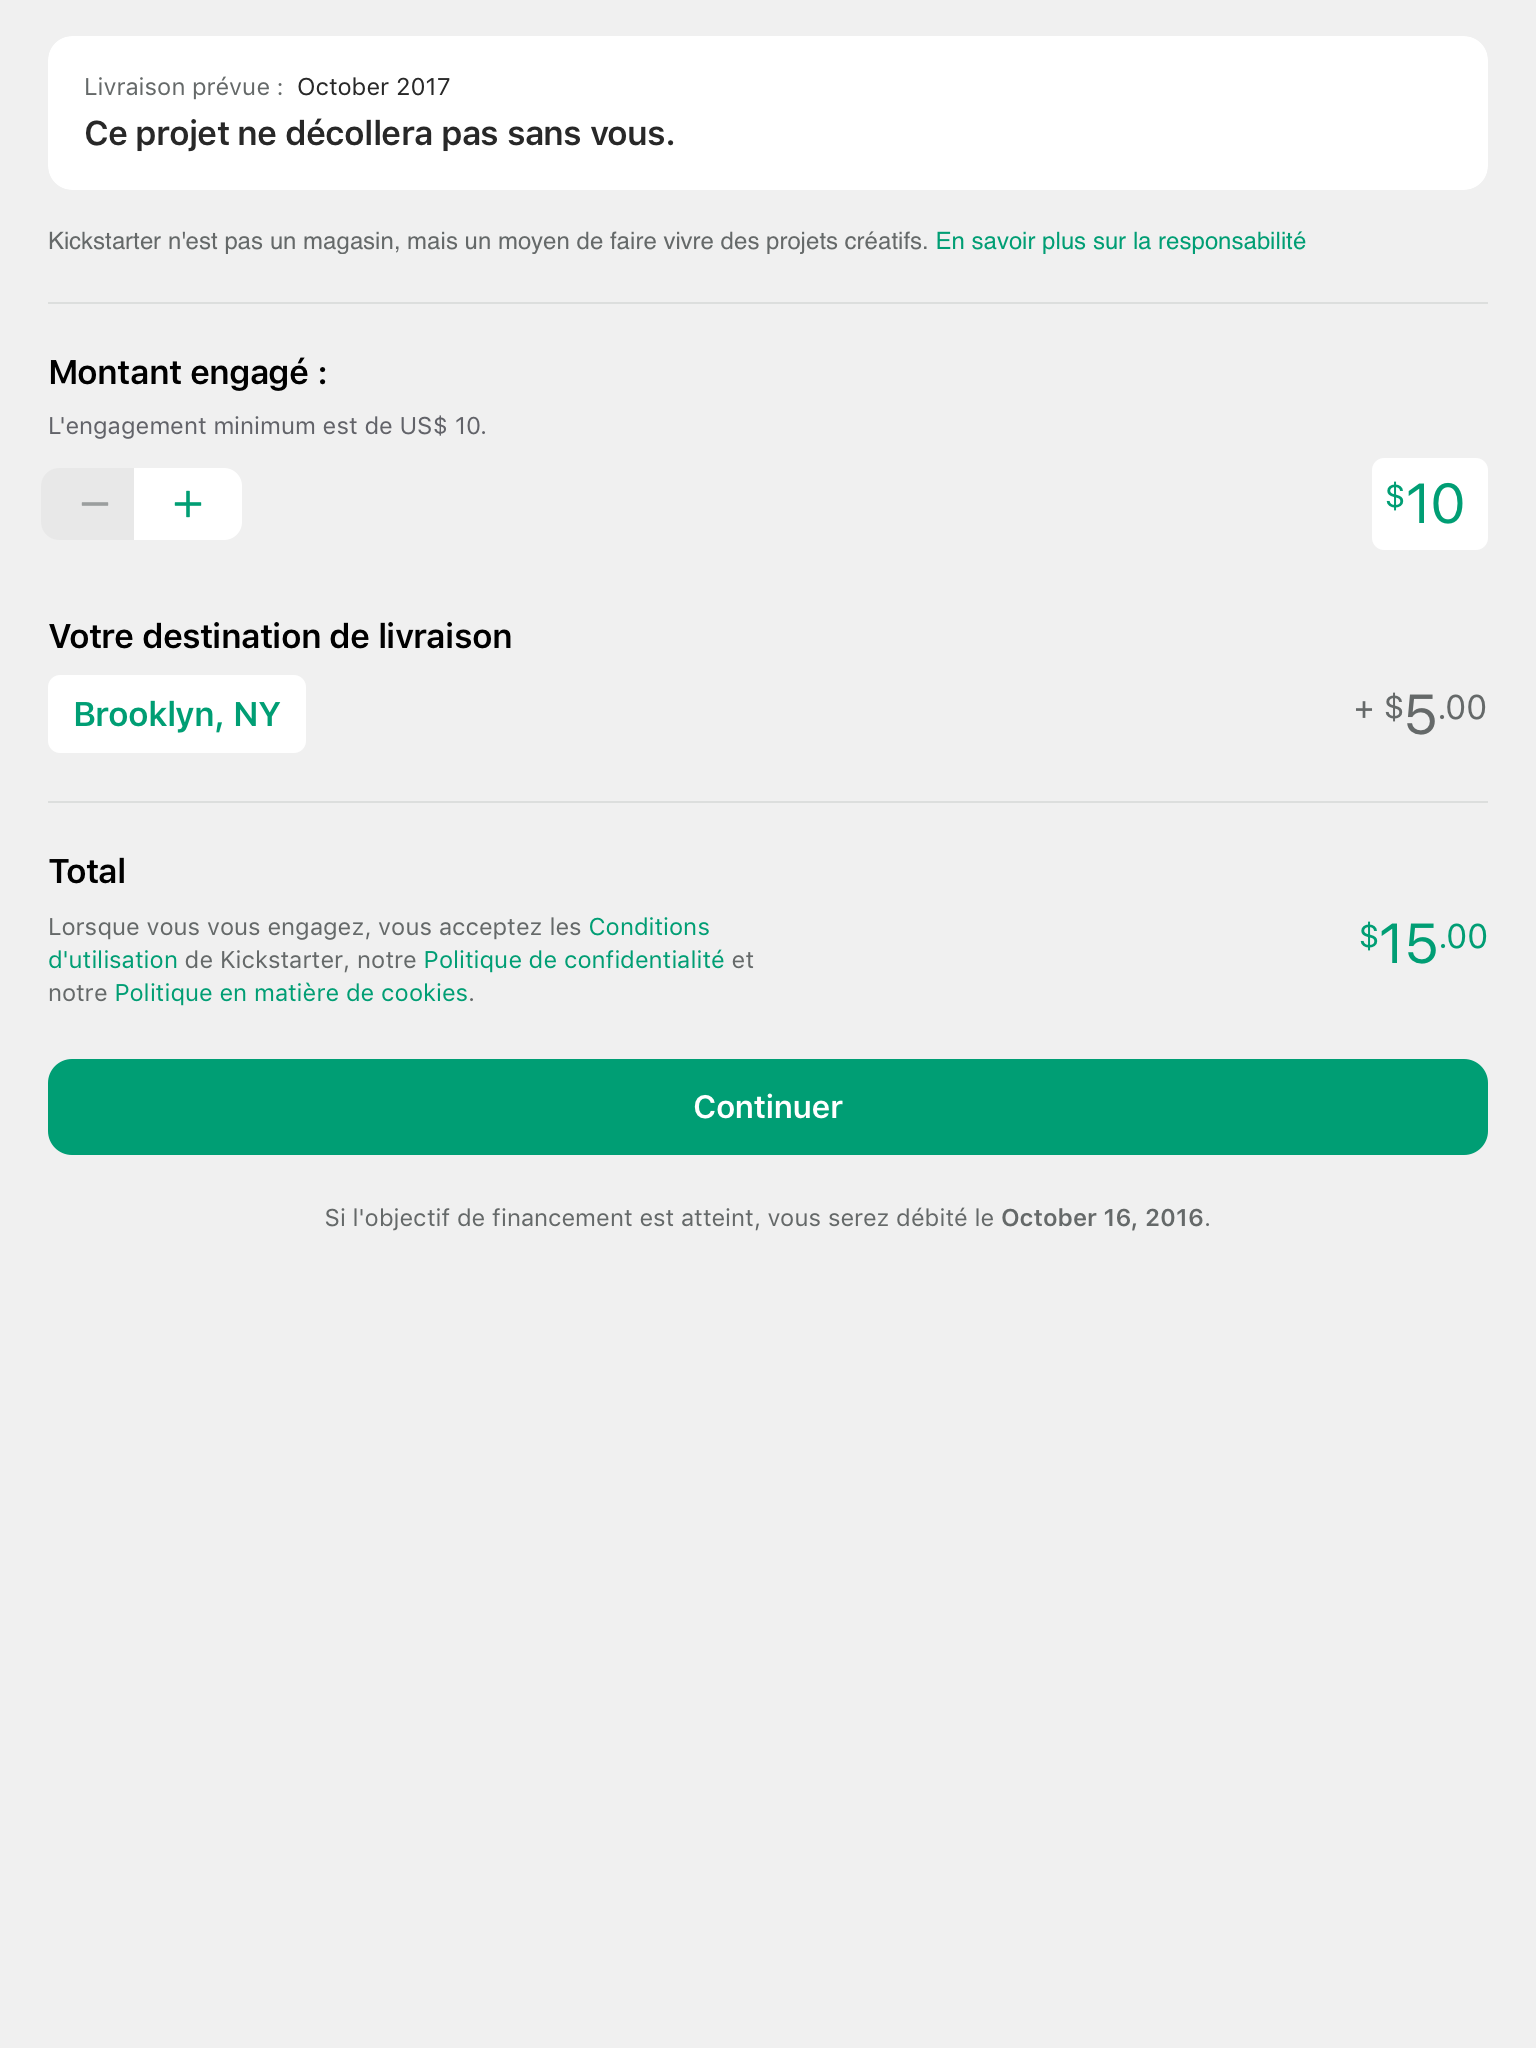 Livraison prévue : October 2017
Ce projet ne décollera pas sans vous.
Kickstarter n'est pas un magasin, mais un moyen de faire vivre des projets créatifs. En savoir plus sur la responsabilité
Montant engagé :
L'engagement minimum est de US$ 10.
− +
$10
Votre destination de livraison
Brooklyn, NY
+ $5.00
Total
Lorsque vous vous engagez, vous acceptez les Conditions
d'utilisation de Kickstarter, notre Politique de confidentialité et
notre Politique en matière de cookies.
$15.00
Continuer
Si l'objectif de financement est atteint, vous serez débité le October 16, 2016.